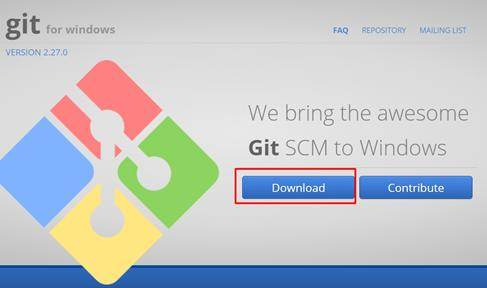 git for windows
FAQ REPOSITORY MAILING LIST
VERSION 2.27.0
We bring the awesome
Git SCM to Windows
Download Contribute